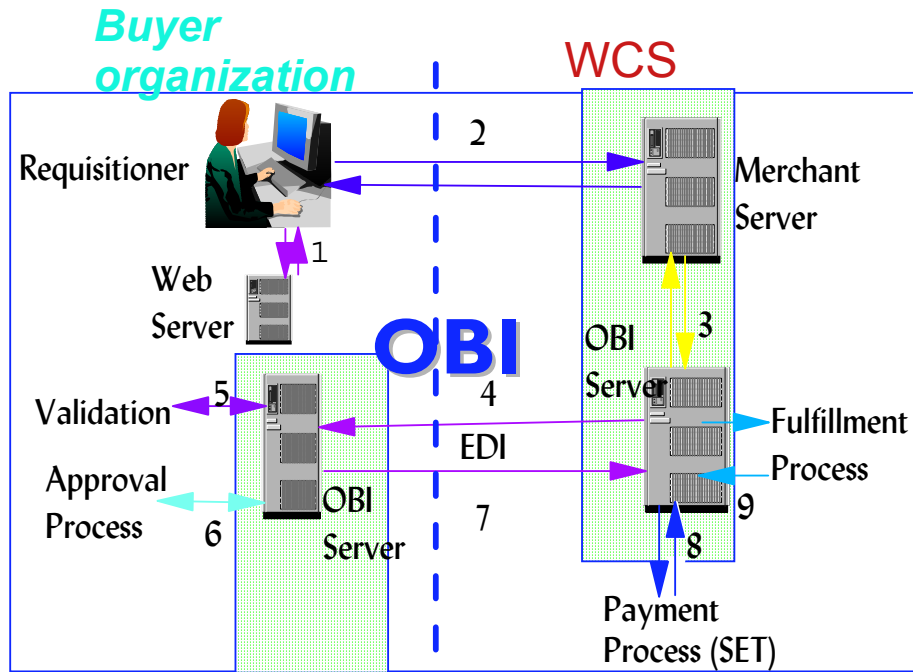 Buyer
organization
WCS
Requisitioner
2
Merchant
Server
1
Web
Server
OBI
OBI
Server
3
Validation
5
4
EDI
Fulfillment
Process
Approval
Process
6
OBI
Server
7
9
8
Payment
Process (SET)